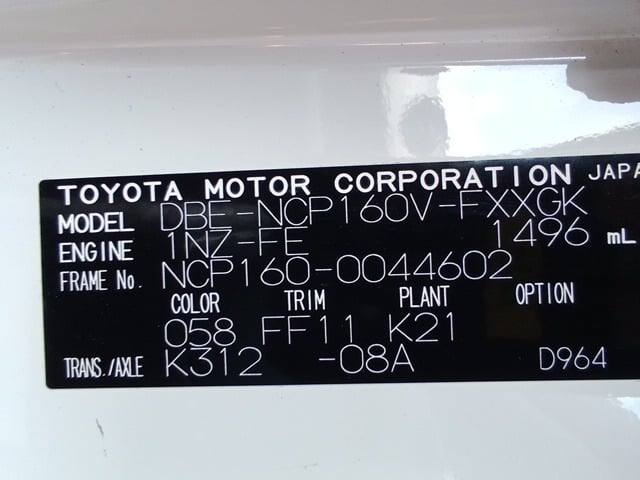 TOYOTA MOTOR CORPORATION JAPA
MODEL DBE-NCP160V-FXXGK
ENGINE 1NZ-FE 1496 mL
FRAME No. NCP160-0044602
COLOR TRIM PLANT OPTION
058 FF11 K21
TRANS./AXLE K312 -08A D964